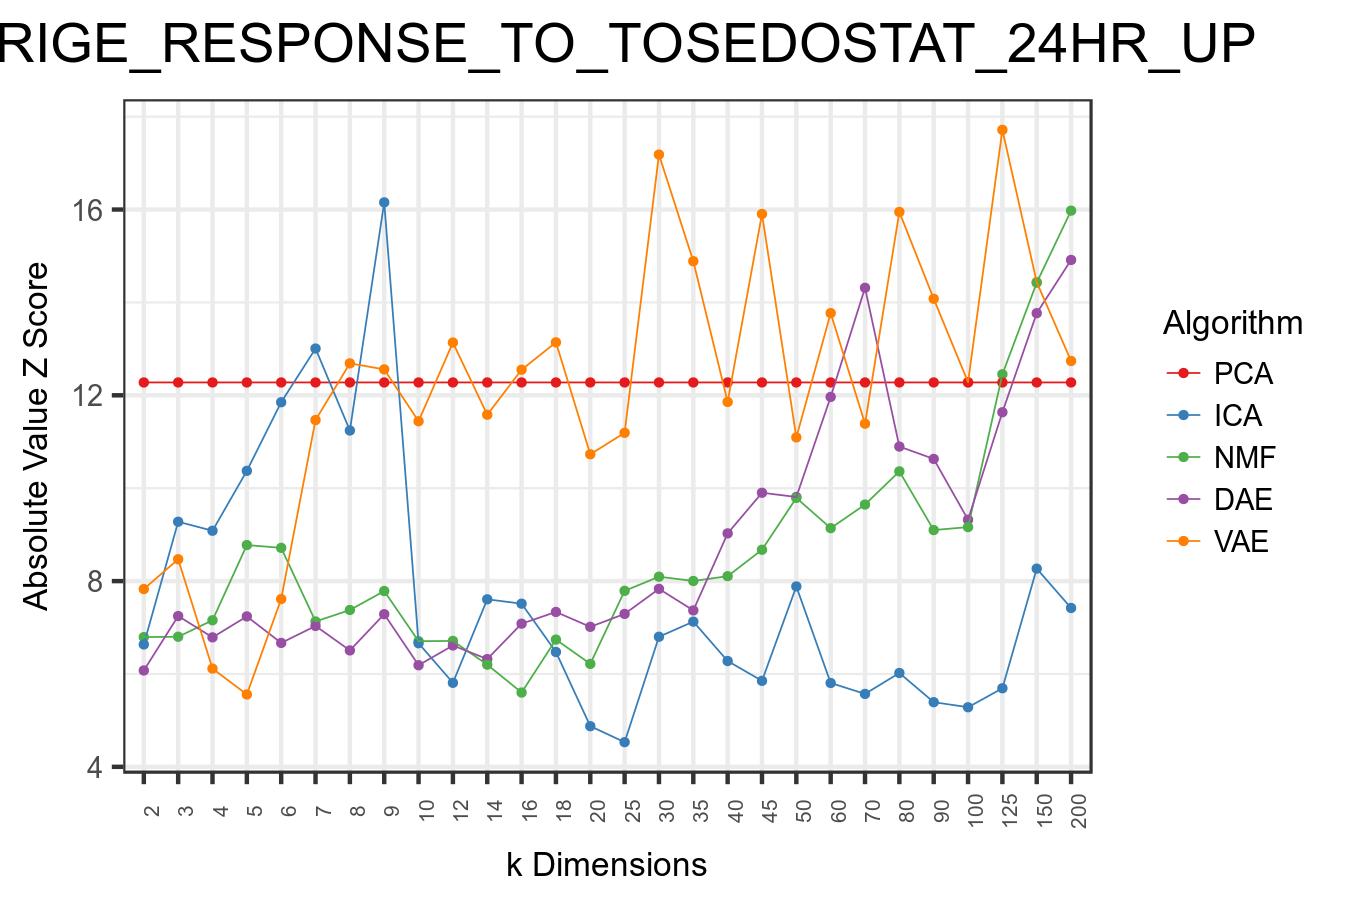 RIGE_RESPONSE_TO_TOSEDOSTAT_24HR_UP
Absolute Value Z Score
16
12
8
4
2 3 4 5 6 7 8 9 10 12 14 16 18 20 25 30 35 40 45 50 60 70 80 90 100 125 150 200
k Dimensions
Algorithm
PCA
ICA
NMF
DAE
VAE